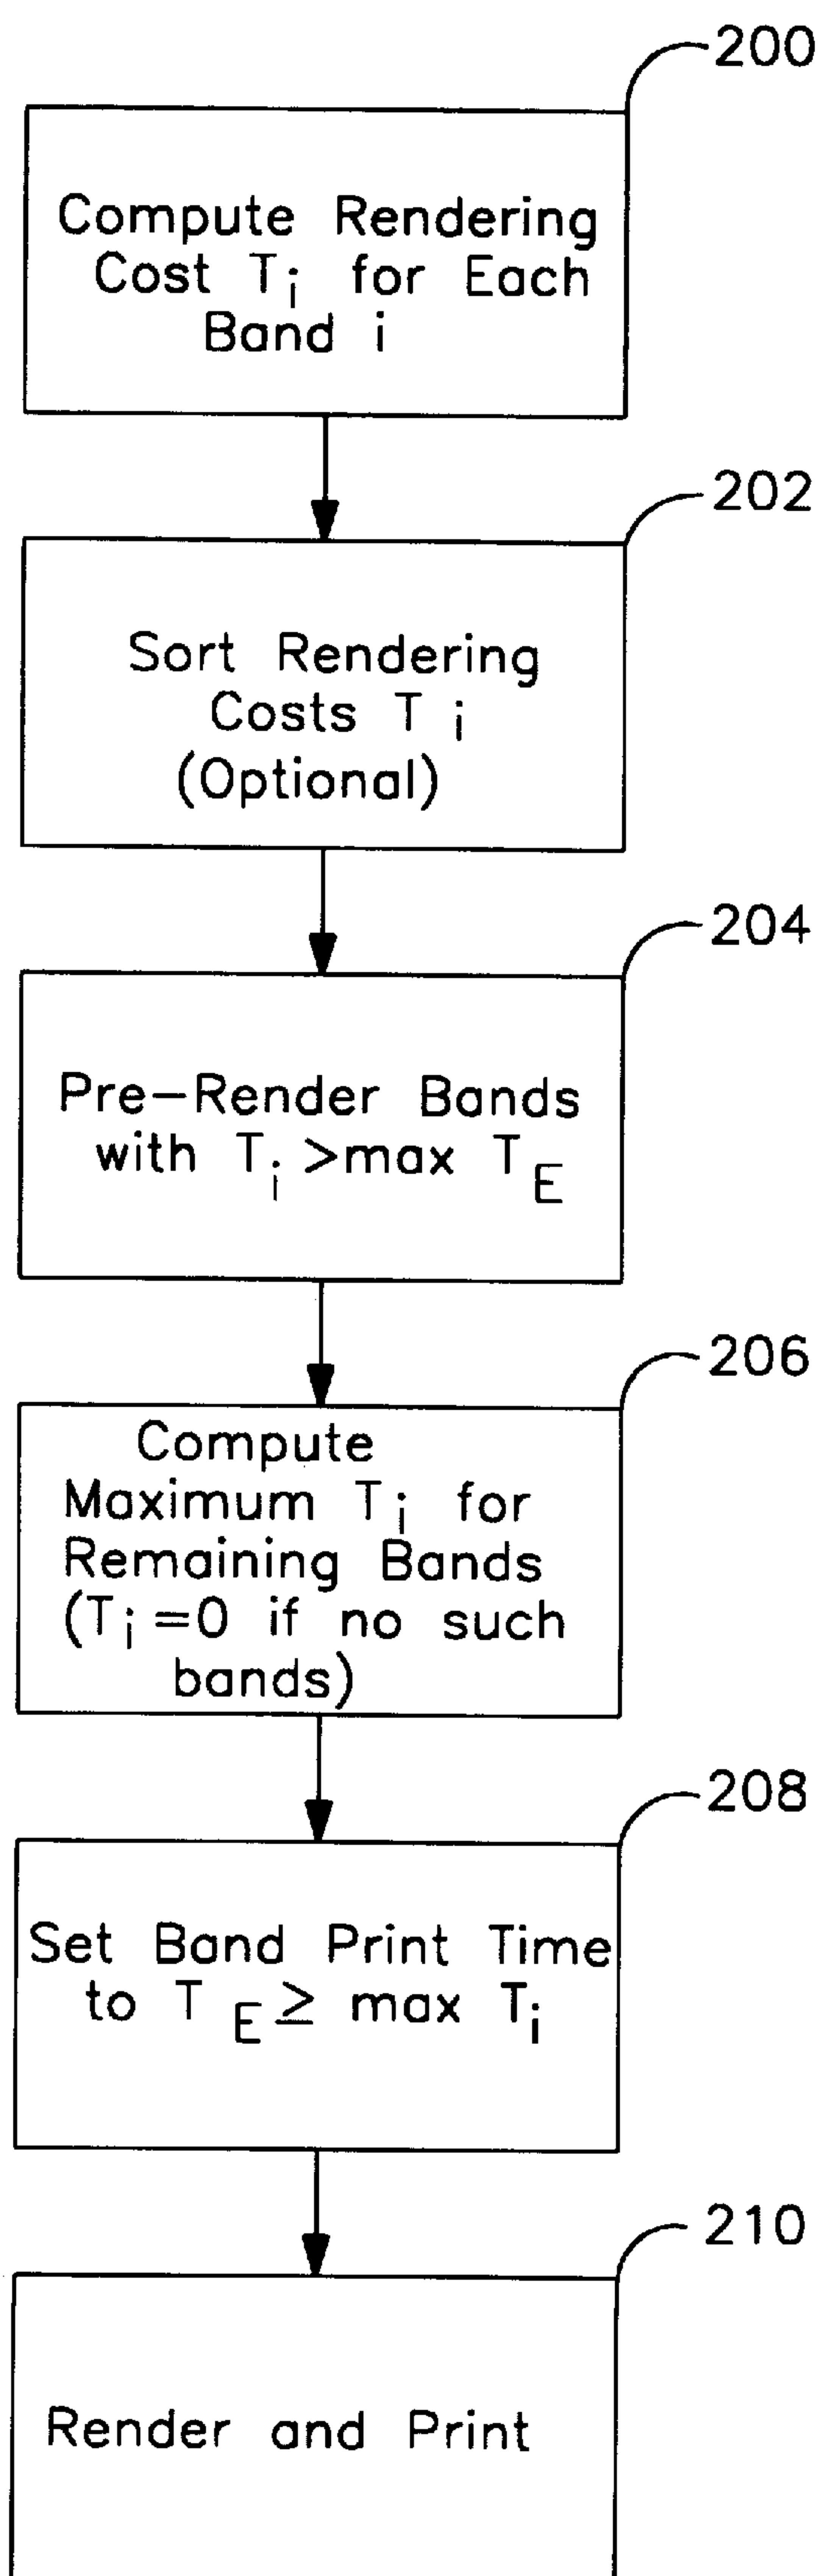 200
Compute Rendering
Cost Ti for Each
Band i
202
Sort Rendering
Costs T i
(Optional)
204
Pre-Render Bands
with Ti >max TE
206
Compute
Maximum Ti for
Remaining Bands
(Ti=0 if no such
bands)
208
Set Band Print Time
to T E≥ max Ti
210
Render and Print